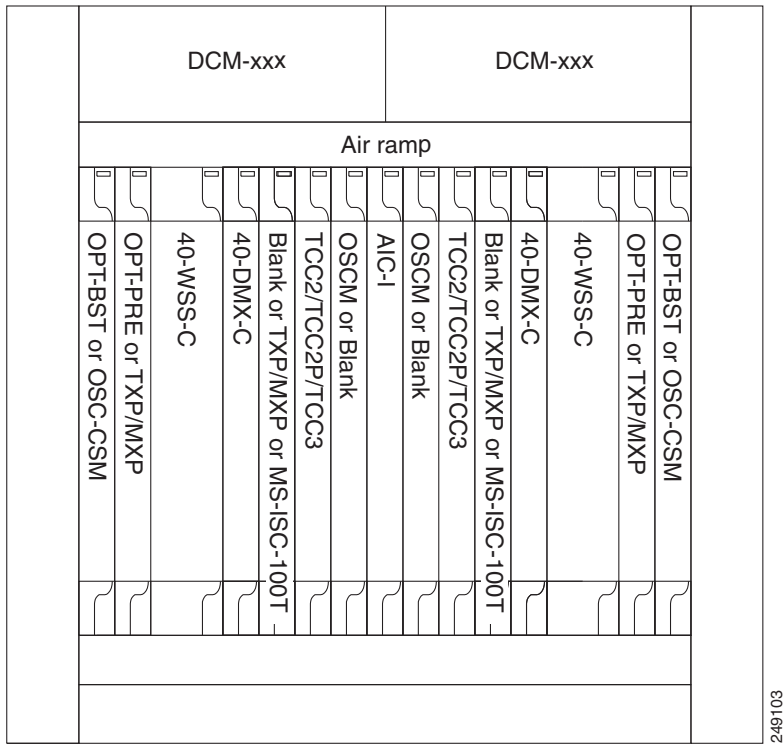 DCM-xxx
DCM-xxx
Air ramp
OPT-BST or OSC-CSM
OPT-PRE or TXP/MXP
40-WSS-C
40-DMX-C
Blank or TXP/MXP or MS-ISC-100T
TCC2/TCC2P/TCC3
OSCM or Blank
AIC-I
OSCM or Blank
TCC2/TCC2P/TCC3
Blank or TXP/MXP or MS-ISC-100T
40-DMX-C
40-WSS-C
OPT-PRE or TXP/MXP
OPT-BST or OSC-CSM
249103